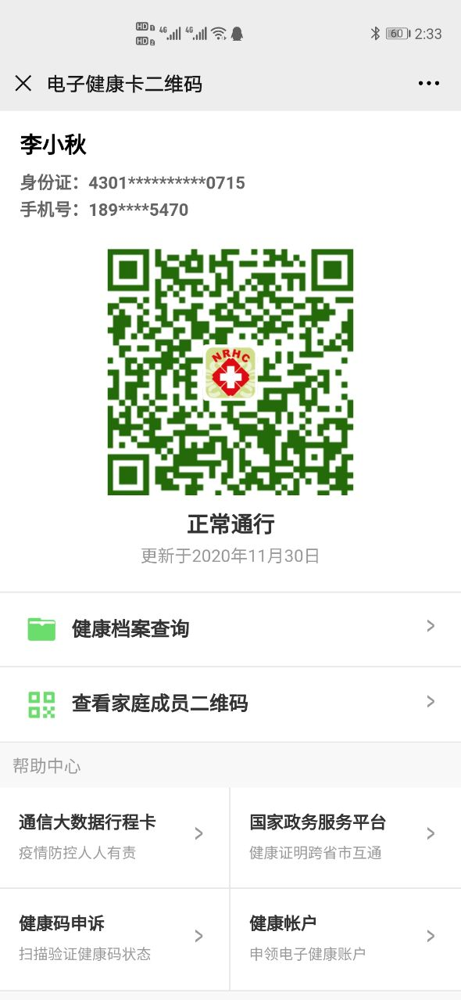 HD 1 4G 4G 60 2:33
HD 2
电子健康卡二维码
李小秋
身份证：4301**********0715
手机号：189****5470
NRHC
正常通行
更新于2020年11月30日
健康档案查询
查看家庭成员二维码
帮助中心
通信大数据行程卡
疫情防控人人有责
国家政务服务平台
健康证明跨省市互通
健康码申诉
扫描验证健康码状态
健康帐户
申领电子健康账户